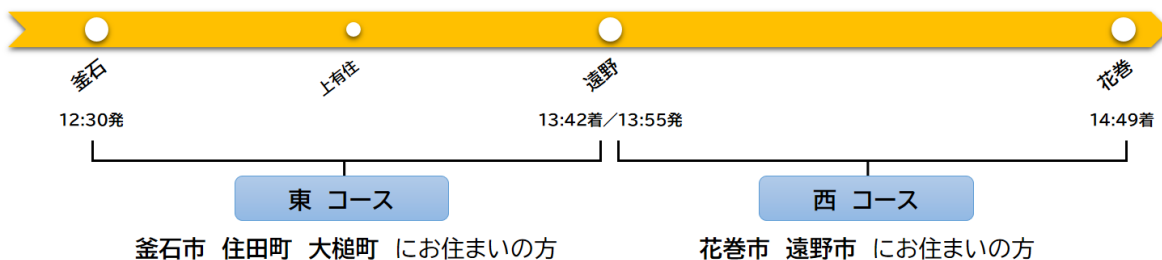 釜石
上有住
遠野
花巻
12:30発
13:42着／13:55発
14:49着
東 コース
西 コース
釜石市 住田町 大槌町 にお住まいの方
花巻市 遠野市 にお住まいの方